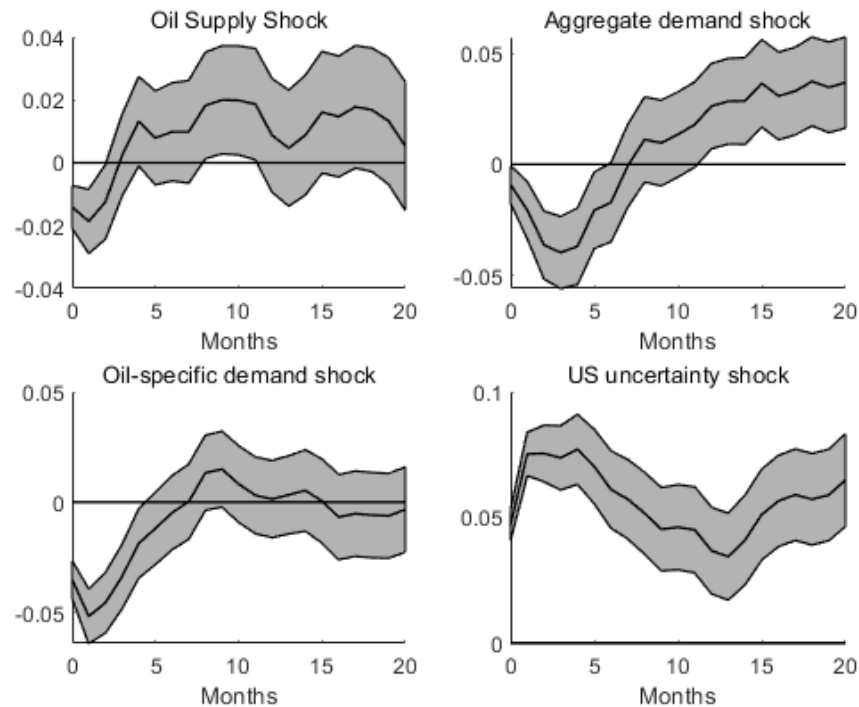 Oil Supply Shock
0.04
0.02
0
-0.02
-0.04
0 5 10 15 20
Months
Aggregate demand shock
0.05
0
-0.05
0 5 10 15 20
Months
Oil-specific demand shock
0.05
0
-0.05
0 5 10 15 20
Months
US uncertainty shock
0.1
0.05
0
0 5 10 15 20
Months